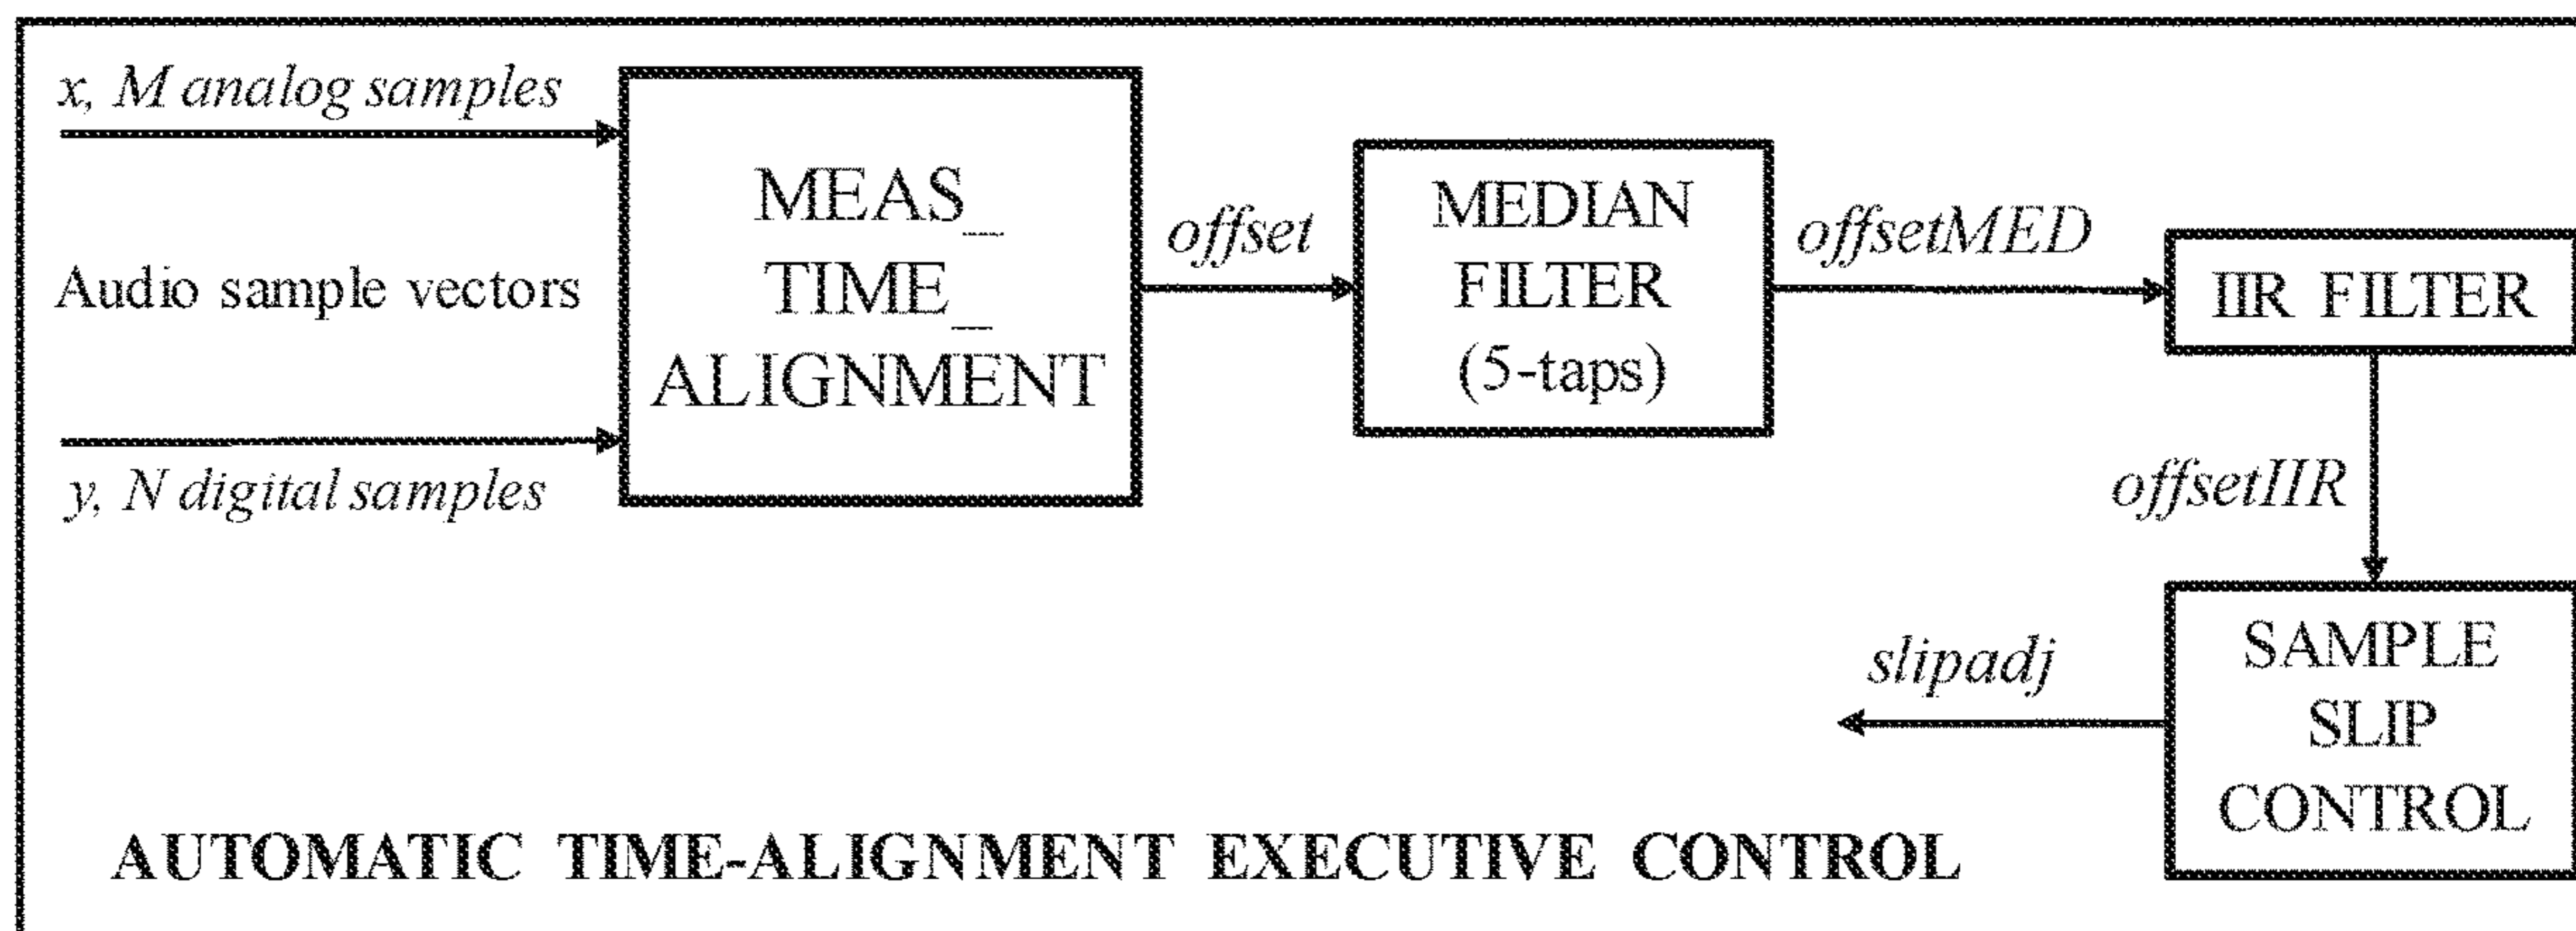 x, M analog samples
Audio sample vectors
y, N digital samples
MEAS_
TIME_
ALIGNMENT
offset
MEDIAN
FILTER
(5-taps)
offsetMED
IIR FILTER
offsetIIR
SAMPLE
SLIP
CONTROL
slipadj
AUTOMATIC TIME-ALIGNMENT EXECUTIVE CONTROL